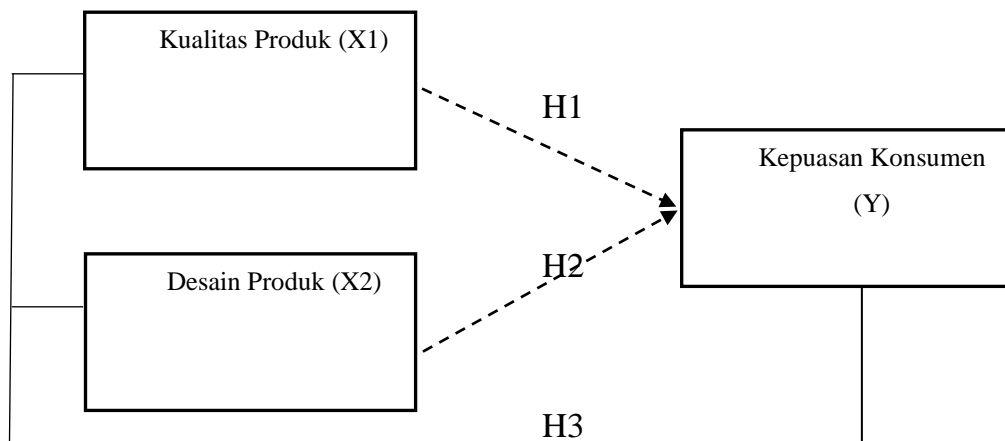 Kualitas Produk (X1)
H1
Kepuasan Konsumen
(Y)
Desain Produk (X2)
H2
H3